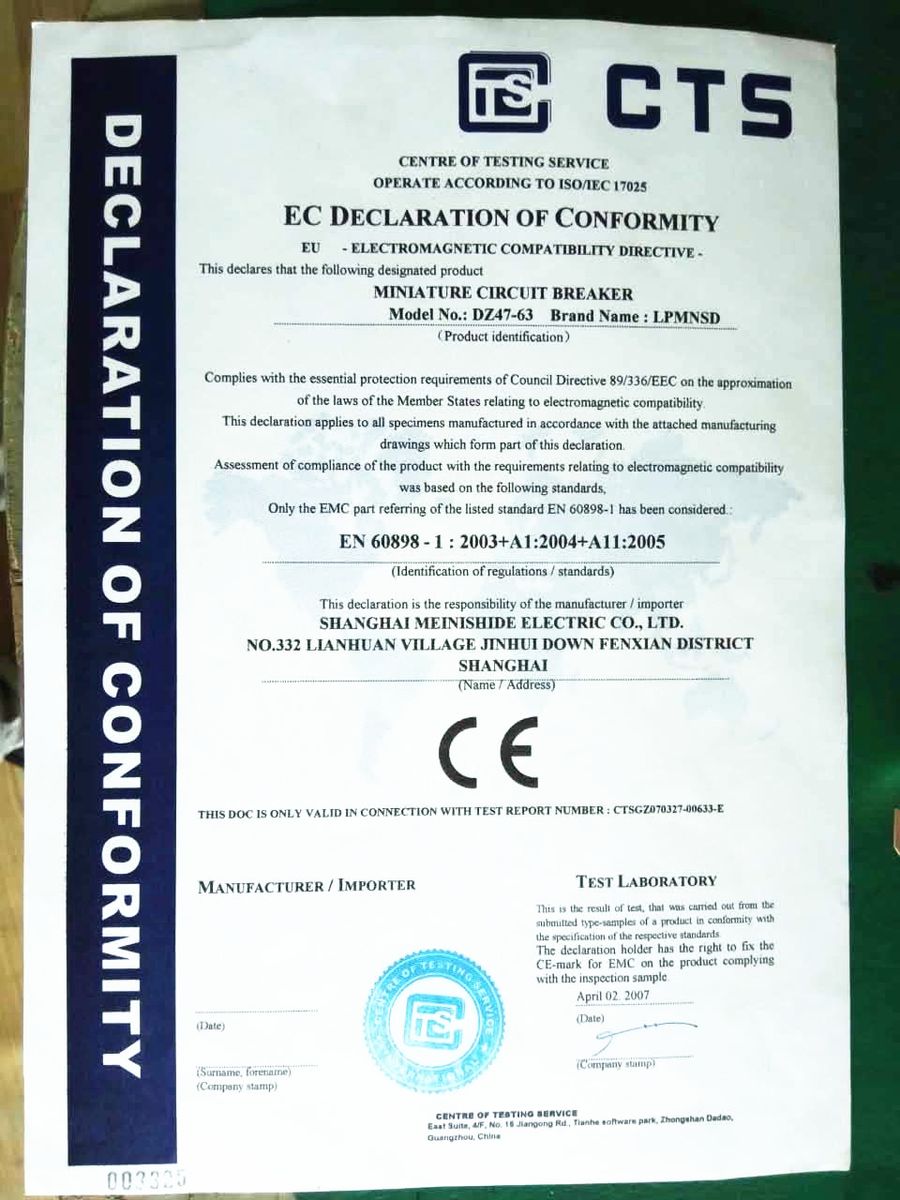 DECLARATION OF CONFORMITY
CTS
CTS
CENTRE OF TESTING SERVICE
OPERATE ACCORDING TO ISO/IEC 17025
EC DECLARATION OF CONFORMITY
EU - ELECTROMAGNETIC COMPATIBILITY DIRECTIVE -
This declares that the following designated product
MINIATURE CIRCUIT BREAKER
Model No.: DZ47-63 Brand Name : LPMNSD
(Product identification)
Complies with the essential protection requirements of Council Directive 89/336/EEC on the approximation
of the laws of the Member States relating to electromagnetic compatibility.
This declaration applies to all specimens manufactured in accordance with the attached manufacturing
drawings which form part of this declaration.
Assessment of compliance of the product with the requirements relating to electromagnetic compatibility
was based on the following standards,
Only the EMC part referring of the listed standard EN 60898-1 has been considered.:
EN 60898 - 1 : 2003+A1:2004+A11:2005
(Identification of regulations / standards)
This declaration is the responsibility of the manufacturer / importer
SHANGHAI MEINISHIDE ELECTRIC CO., LTD.
NO.332 LIANHUAN VILLAGE JINHUI DOWN FENXIAN DISTRICT
SHANGHAI
(Name / Address)
CE
THIS DOC IS ONLY VALID IN CONNECTION WITH TEST REPORT NUMBER : CTSGZ070327-00633-E
MANUFACTURER / IMPORTER
(Date)
(Surname, forename)
(Company stamp)
CENTRE OF TESTING SERVICE
CTS
TEST LABORATORY
This is the result of test, that was carried out from the
submitted type-samples of a product in conformity with
the specification of the respective standards.
The declaration holder has the right to fix the
CE-mark for EMC on the product complying
with the inspection sample.
April 02. 2007
(Date)
(Company stamp)
CENTRE OF TESTING SERVICE
East Suite, 4/F, No. 16 Jiangong Rd., Tianhe software park, Zhongshan Dadao,
Guangzhou, China
003325